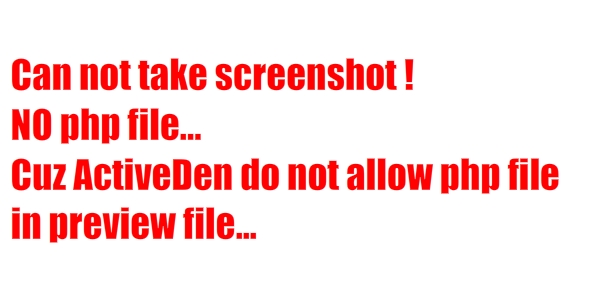 Can not take screenshot !
NO php file...
Cuz ActiveDen do not allow php file
in preview file...